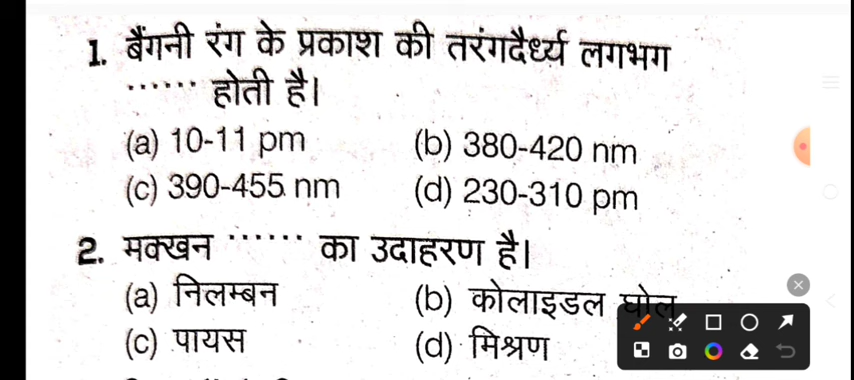 1. बैंगनी रंग के प्रकाश की तरंगदैर्ध्य लगभग
...... होती है।
(a) 10-11 pm (b) 380-420 nm
(c) 390-455 nm (d) 230-310 pm
2. मक्खन ...... का उदाहरण है।
(a) निलम्बन (b) कोलाइडल घोल
(c) पायस (d) मिश्रण